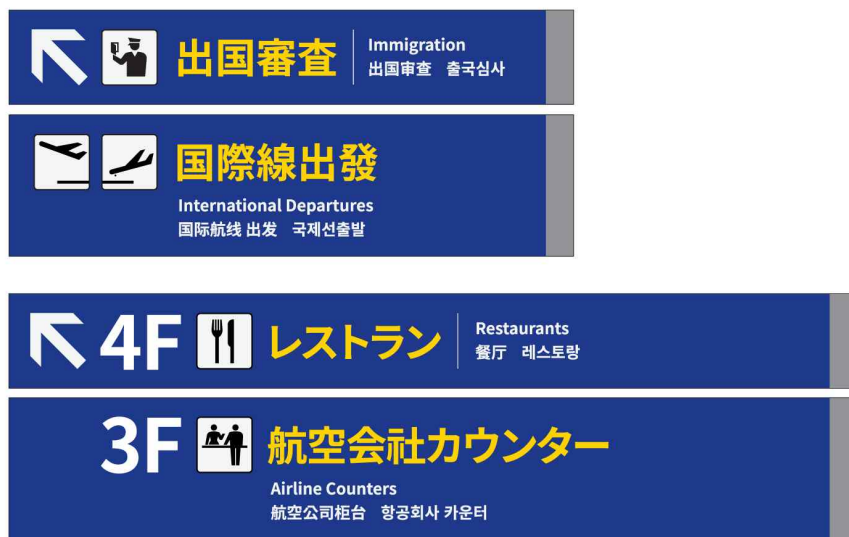 出国審査
Immigration
出国审查 출국심사
国際線出發
International Departures
国际航线 出发 국제선출발
4F レストラン
Restaurants
餐厅 레스토랑
3F 航空会社カウンター
Airline Counters
航空公司柜台 항공회사 카운터